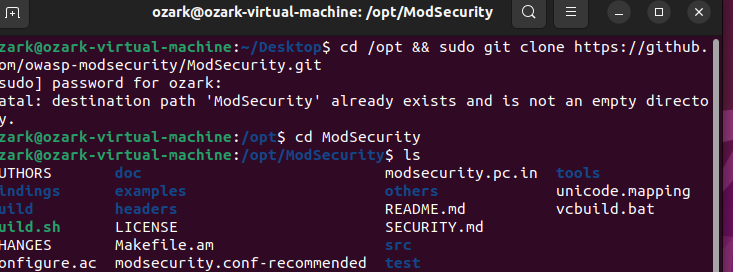 ozark@ozark-virtual-machine: /opt/ModSecurity
zark@ozark-virtual-machine:~/Desktop$ cd /opt && sudo git clone https://github.
om/owasp-modsecurity/ModSecurity.git
sudo] password for ozark:
atal: destination path 'ModSecurity' already exists and is not an empty directo
y.
zark@ozark-virtual-machine:/opt$ cd ModSecurity
zark@ozark-virtual-machine:/opt/ModSecurity$ ls
UTHORS doc modsecurity.pc.in tools
indings examples others unicode.mapping
uild headers README.md vcbuild.bat
uild.sh LICENSE SECURITY.md
HANGES Makefile.am src
onfigure.ac modsecurity.conf-recommended test